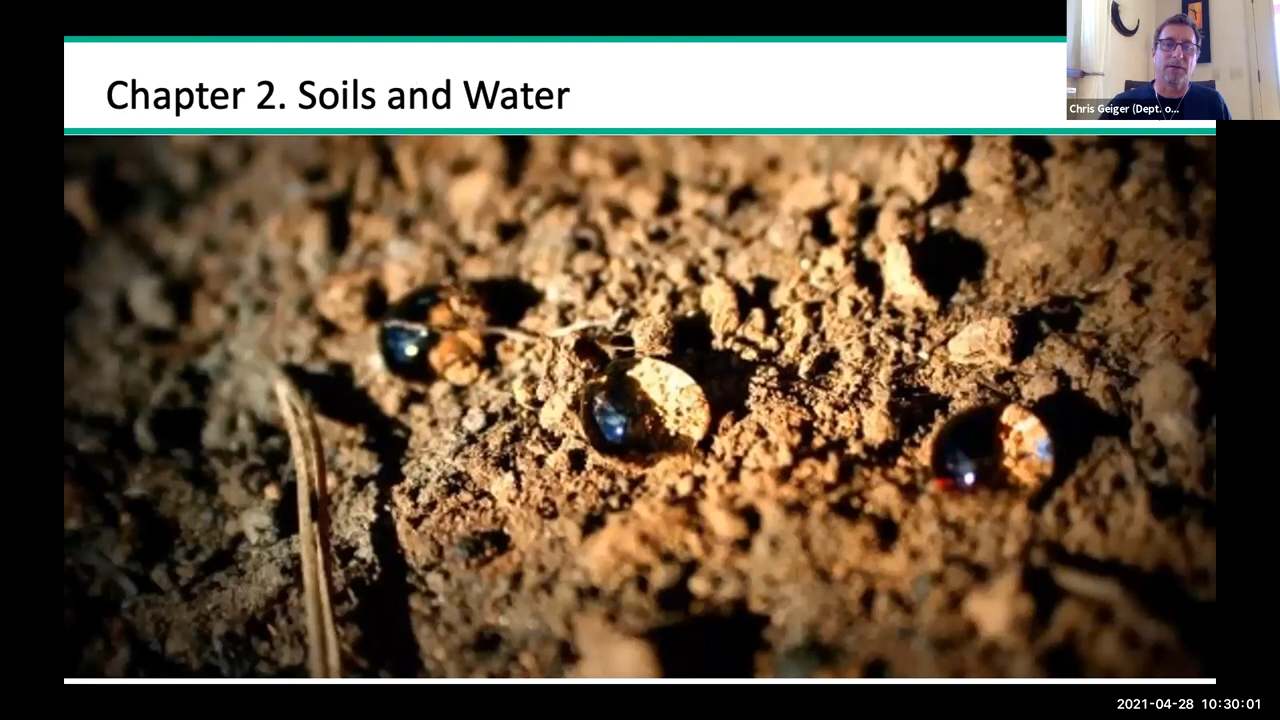 Chapter 2. Soils and Water
Chris Geiger (Dept. o...
2021-04-28 10:30:01